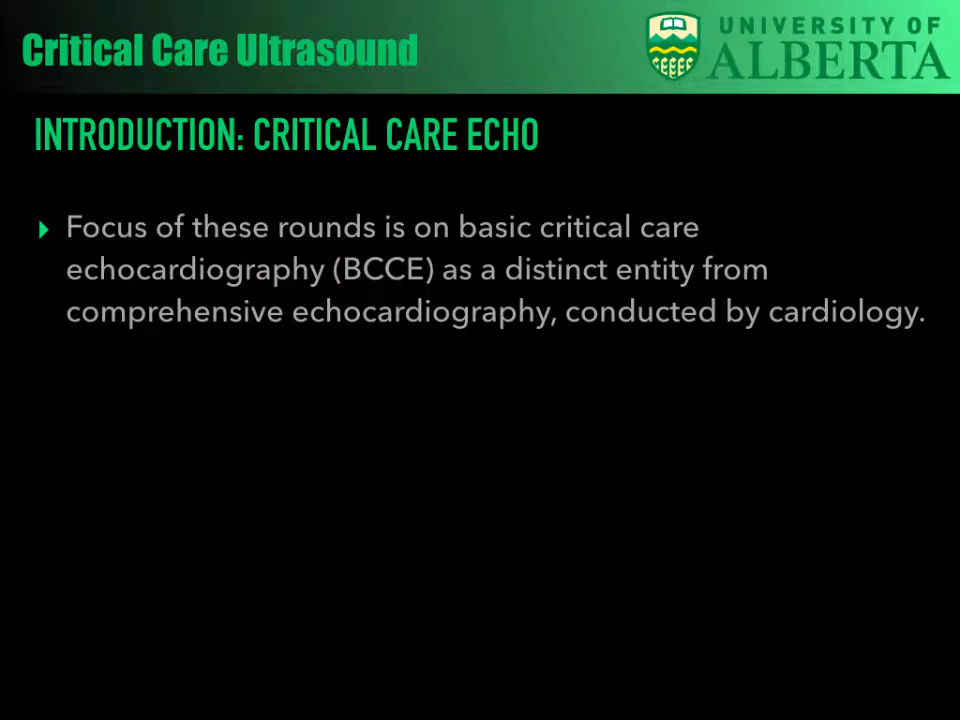 Critical Care Ultrasound
UNIVERSITY OF
ALBERTA
INTRODUCTION: CRITICAL CARE ECHO
Focus of these rounds is on basic critical care
echocardiography (BCCE) as a distinct entity from
comprehensive echocardiography, conducted by cardiology.